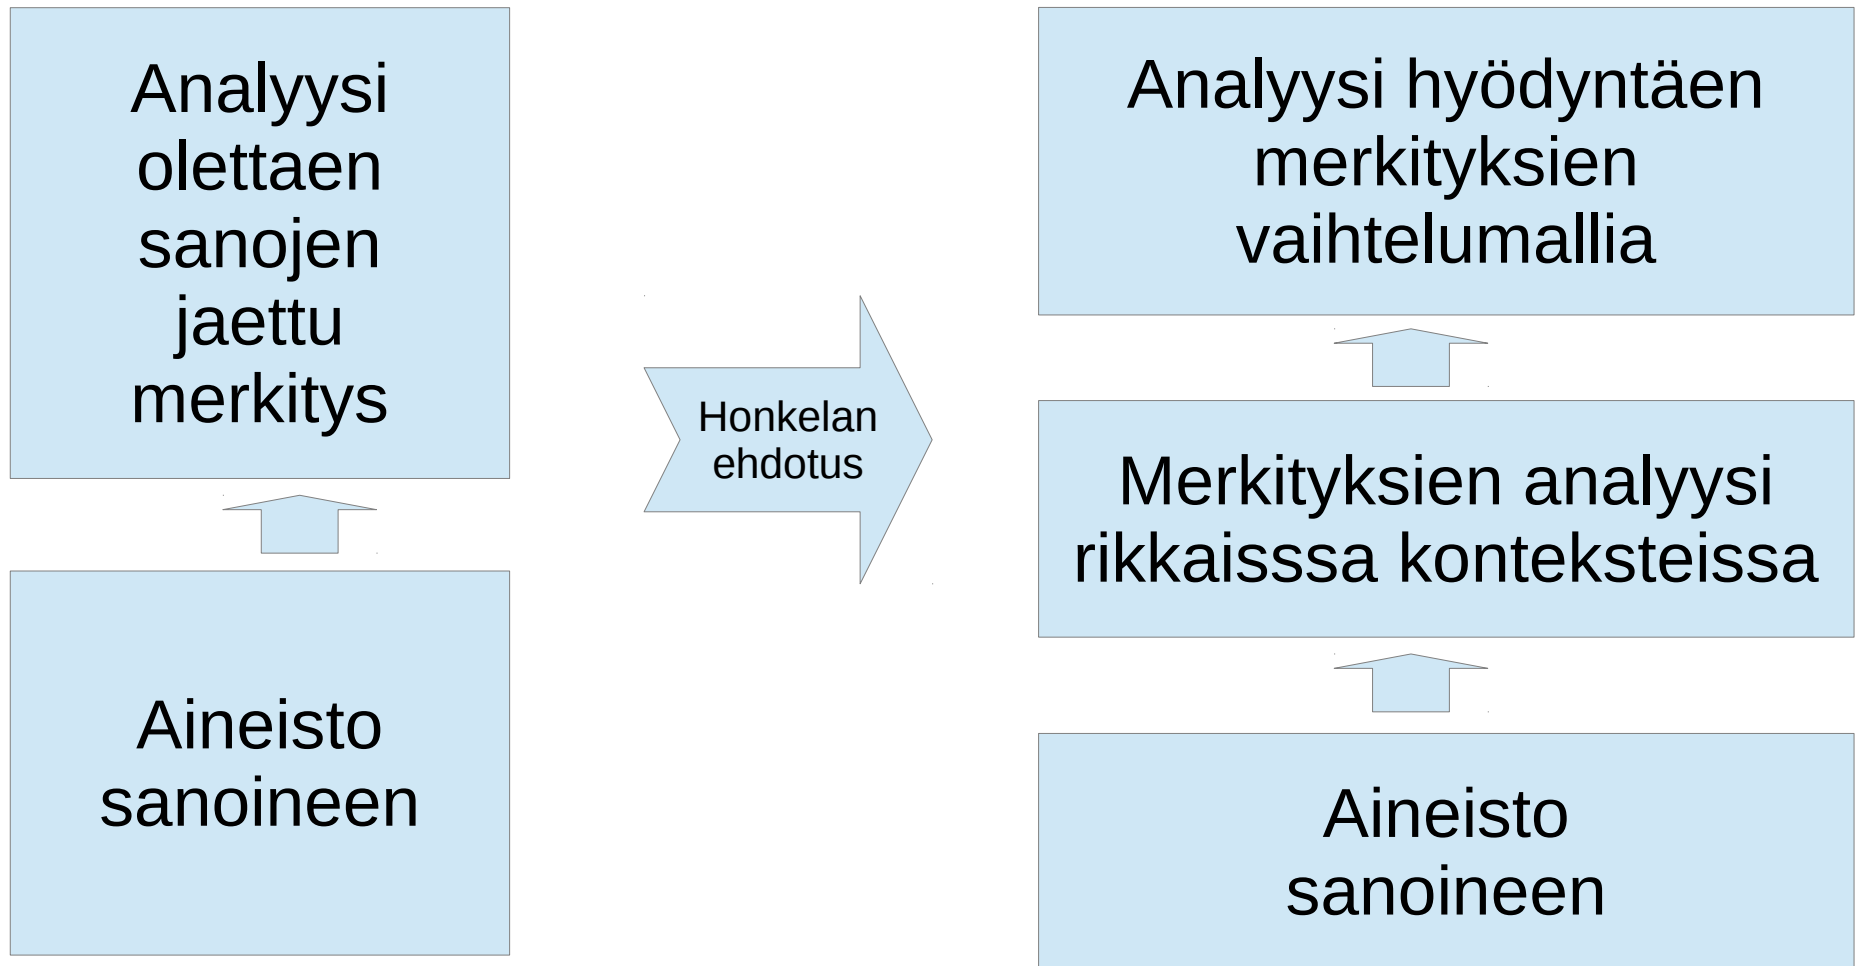 Analyysi
olettaen
sanojen
jaettu
merkitys
Aineisto
sanoineen
Honkelan
ehdotus
Analyysi hyödyntäen
merkityksien
vaihtelumallia
Merkityksien analyysi
rikkaisssa konteksteissa
Aineisto
sanoineen